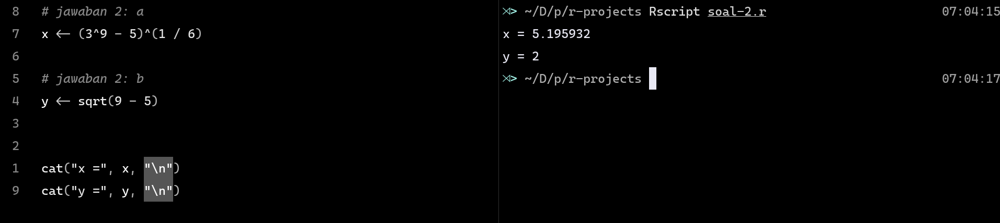 8 # jawaban 2: a
7 x <- (3^9 - 5)^(1 / 6)
6
5 # jawaban 2: b
4 y <- sqrt(9 - 5)
3
2
1 cat("x =", x, "\n")
9 cat("y =", y, "\n")
⋊> ~/D/p/r-projects Rscript soal-2.r 07:04:15
x = 5.195932
y = 2
⋊> ~/D/p/r-projects 07:04:17